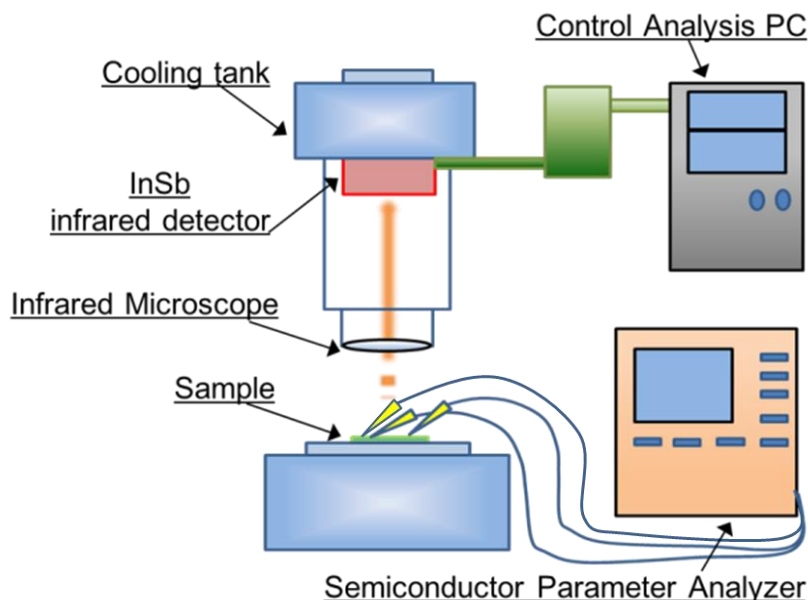 Control Analysis PC
Cooling tank
InSb
infrared detector
Infrared Microscope
Sample
Semiconductor Parameter Analyzer